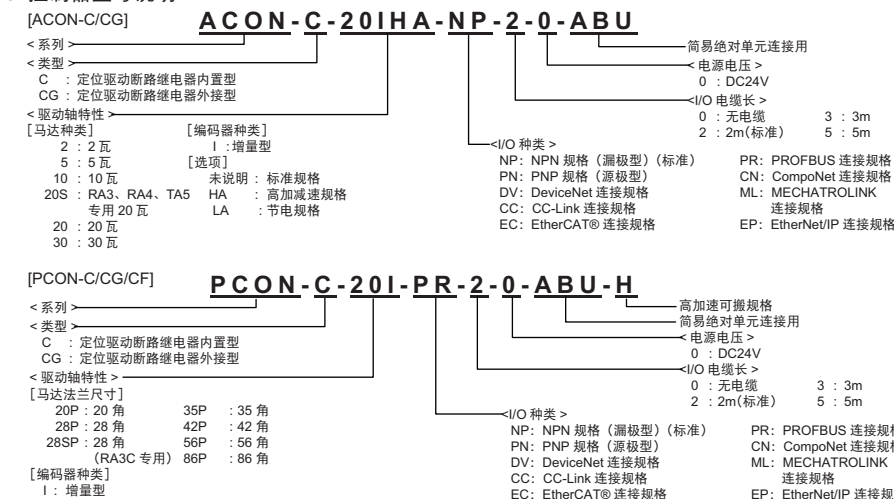 [ACON-C/CG]
ACON-C-20IHA-NP-2-0-ABU
<系列>
<类型>
C : 定位驱动断路继电器内置型
CG : 定位驱动断路继电器外接型
<驱动轴特性>
[马达种类]
2 : 2瓦
5 : 5瓦
10 : 10瓦
20S : RA3、RA4、TA5
专用20瓦
20 : 20瓦
30 : 30瓦
[编码器种类]
I :增量型
[选项]
未说明 : 标准规格
HA : 高加减速规格
LA :节电规格
简易绝对单元连接用
<电源电压>
0 : DC24V
<I/O 电缆长>
0 : 无电缆 3 : 3m
2 : 2m(标准) 5 : 5m
<I/O 种类>
NP: NPN 规格（漏极型）（标准）
PN: PNP 规格（源极型）
DV: DeviceNet 连接规格
CC: CC-Link 连接规格
EC: EtherCAT® 连接规格
PR: PROFBUS 连接规格
CN: CompoNet 连接规格
ML: MECHATROLINK
连接规格
EP: EtherNet/IP 连接规格
[PCON-C/CG/CF]
PCON-C-20I-PR-2-0-ABU-H
<系列>
<类型>
C : 定位驱动断路继电器内置型
CG : 定位驱动断路继电器外接型
<驱动轴特性>
[马达法兰尺寸]
20P : 20 角 35P : 35 角
28P : 28 角 42P : 42 角
28SP : 28 角 56P : 56 角
（RA3C 专用） 86P : 86 角
[编码器种类]
I : 增量型
高加速可搬规格
简易绝对单元连接用
<电源电压>
0 : DC24V
<I/O 电缆长>
0 : 无电缆 3 : 3m
2 : 2m(标准) 5 : 5m
<I/O 种类>
NP: NPN 规格（漏极型）（标准）
PN: PNP 规格（源极型）
DV: DeviceNet 连接规格
CC: CC-Link 连接规格
EC: EtherCAT® 连接规格
PR: PROFBUS 连接规
CN: CompoNet 连接规
ML: MECHATROLINK
连接规格
EP: EtherNet/IP 连接规